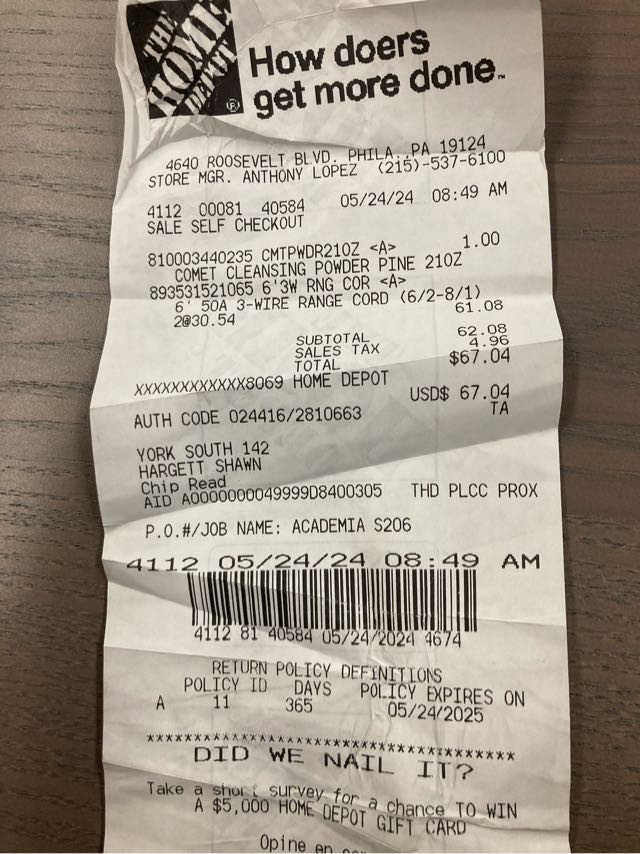 THE
HOME
DEPOT
®
How doers
get more done™
4640 ROOSEVELT BLVD. PHILA., PA 19124
STORE MGR. ANTHONY LOPEZ (215)-537-6100
4112 00081 40584 05/24/24 08:49 AM
SALE SELF CHECKOUT
810003440235 CMTPWDR21OZ <A> 1.00
COMET CLEANSING POWDER PINE 21OZ
893531521065 6'3W RNG COR <A>
6' 50A 3-WIRE RANGE CORD (6/2-8/1)
2@30.54 61.08
SUBTOTAL 62.08
SALES TAX 4.96
TOTAL $67.04
XXXXXXXXXXXX8069 HOME DEPOT
USD$ 67.04
AUTH CODE 024416/2810663 TA
YORK SOUTH 142
HARGETT SHAWN
Chip Read
AID A0000000049999D8400305 THD PLCC PROX
P.O.#/JOB NAME: ACADEMIA S206
4112 05/24/24 08:49 AM
4112 81 40584 05/24/2024 4674
RETURN POLICY DEFINITIONS
POLICY ID DAYS POLICY EXPIRES ON
A 11 365 05/24/2025
***************************************
DID WE NAIL IT?
Take a short survey for a chance TO WIN
A $5,000 HOME DEPOT GIFT CARD
Opine en